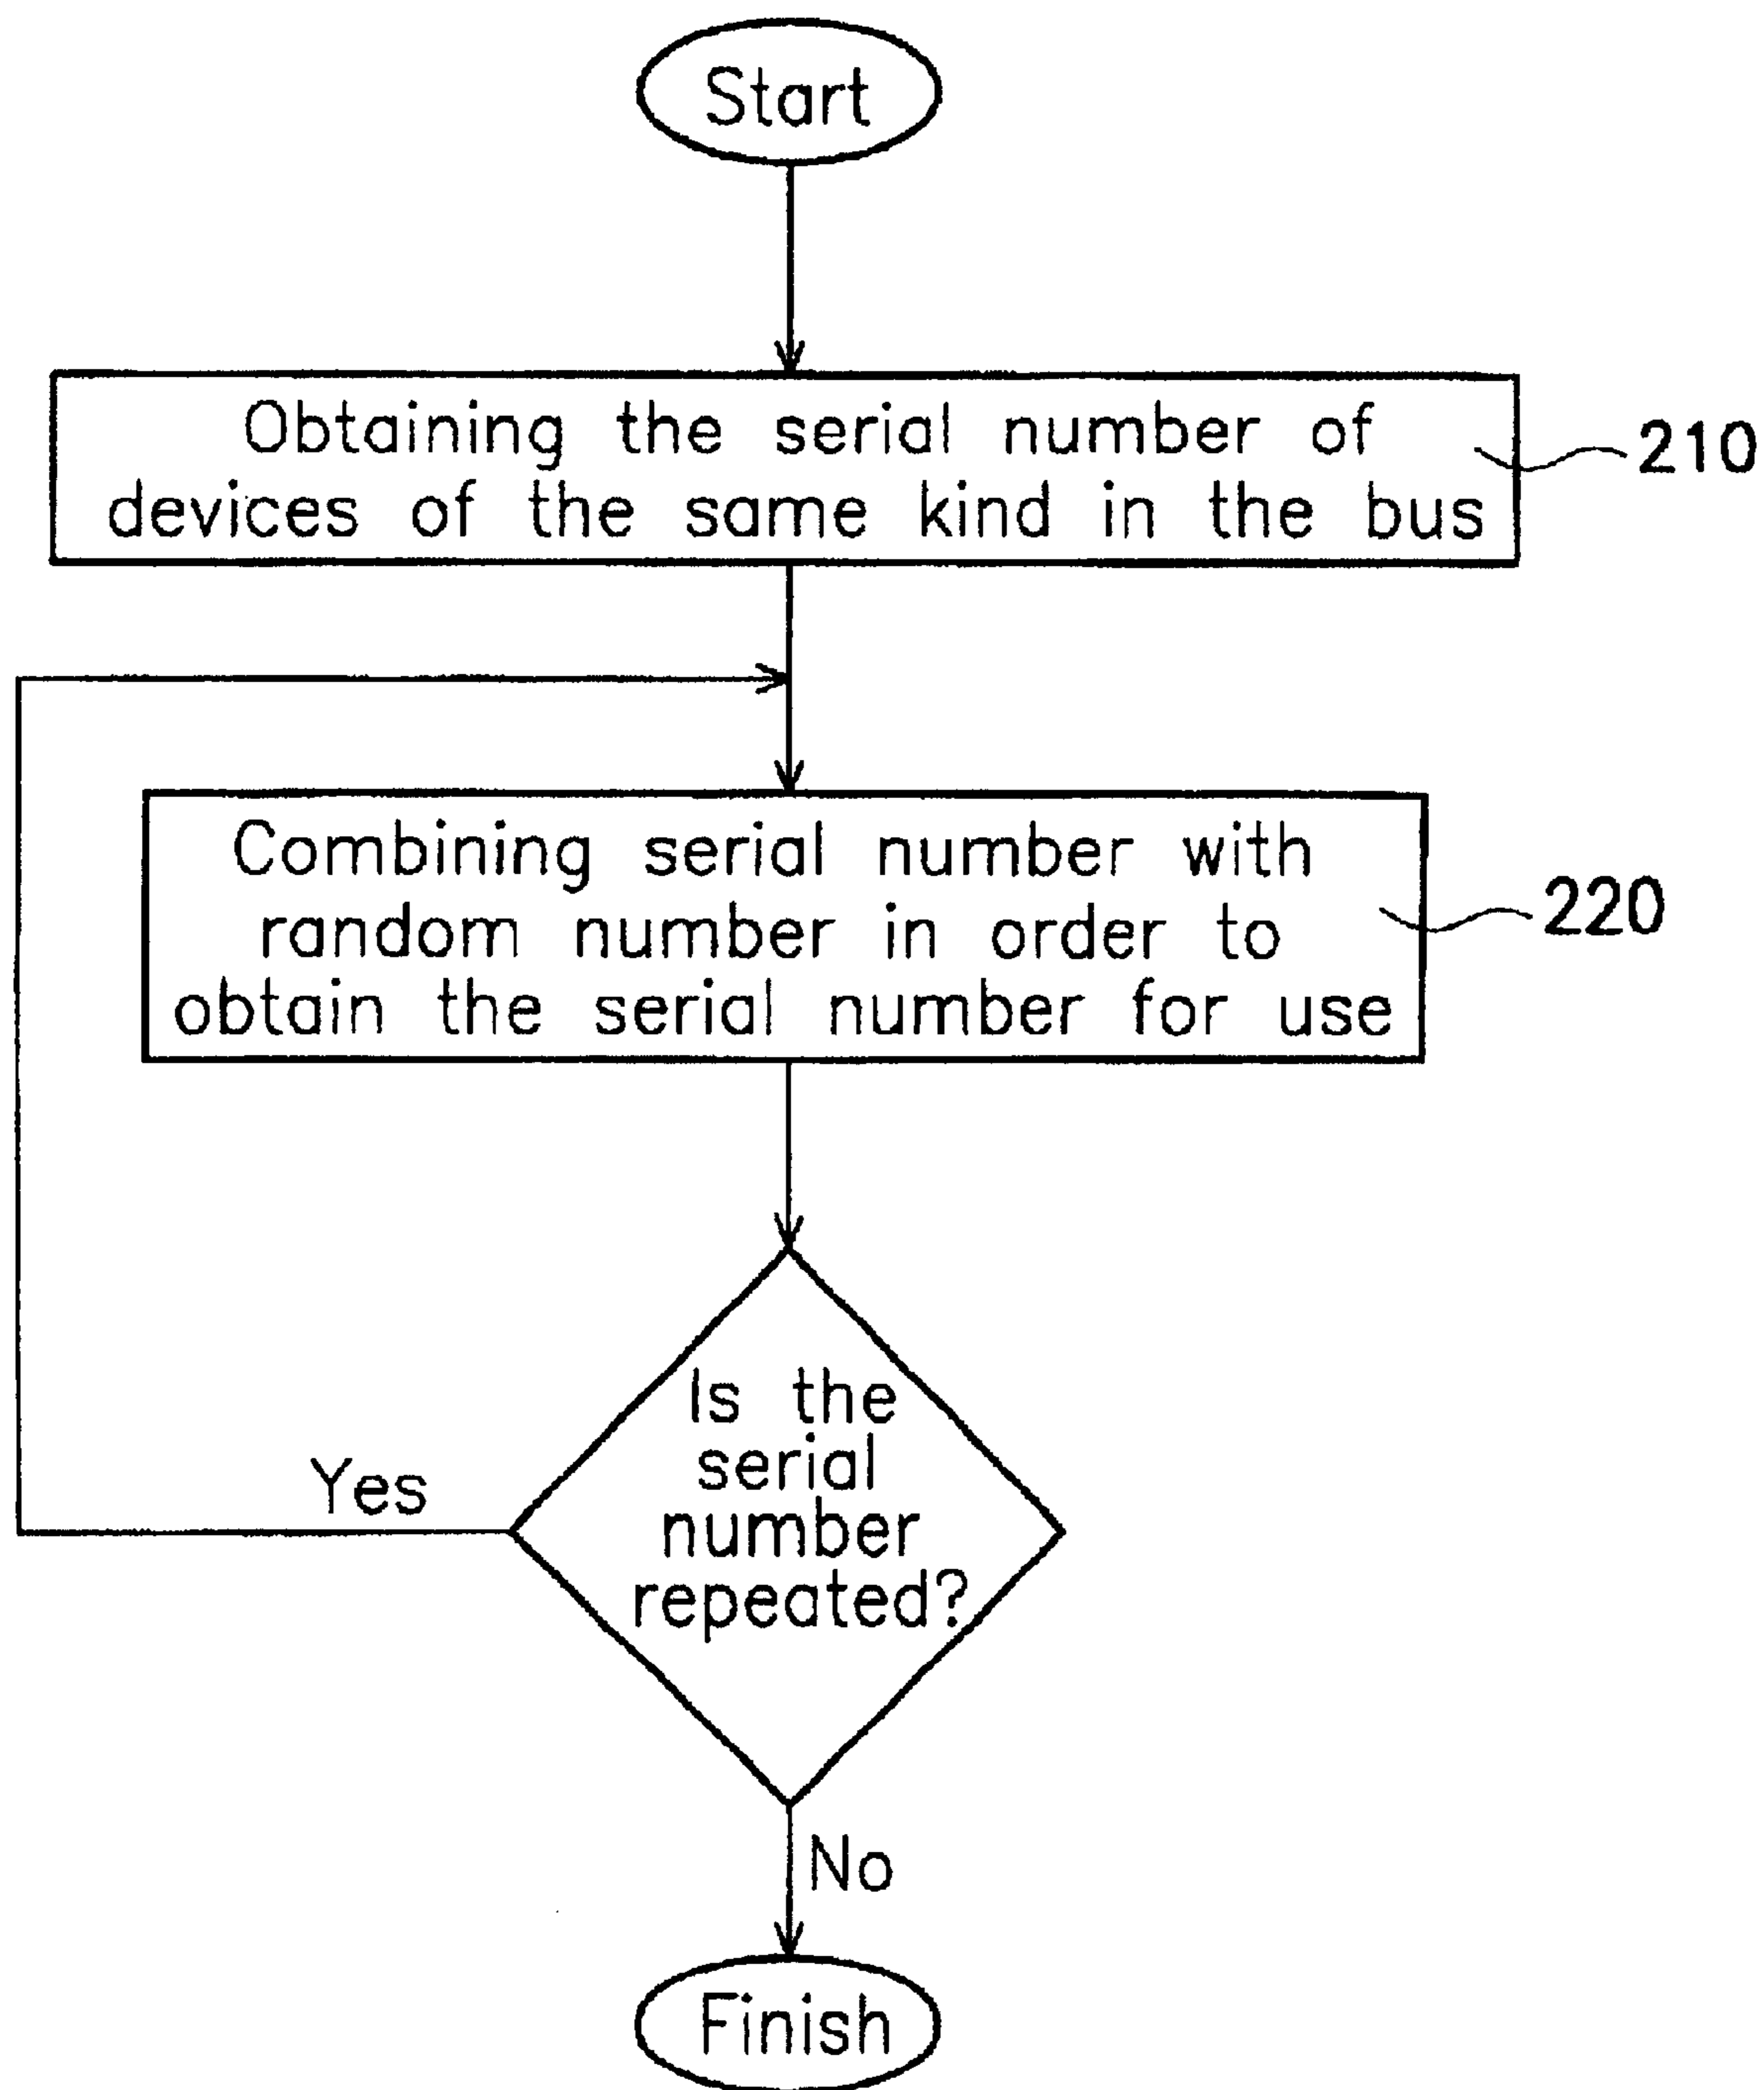 Start
Obtaining the serial number of
devices of the same kind in the bus
210
Combining serial number with
random number in order to
obtain the serial number for use
220
Is the
serial
number
repeated?
Yes
No
Finish